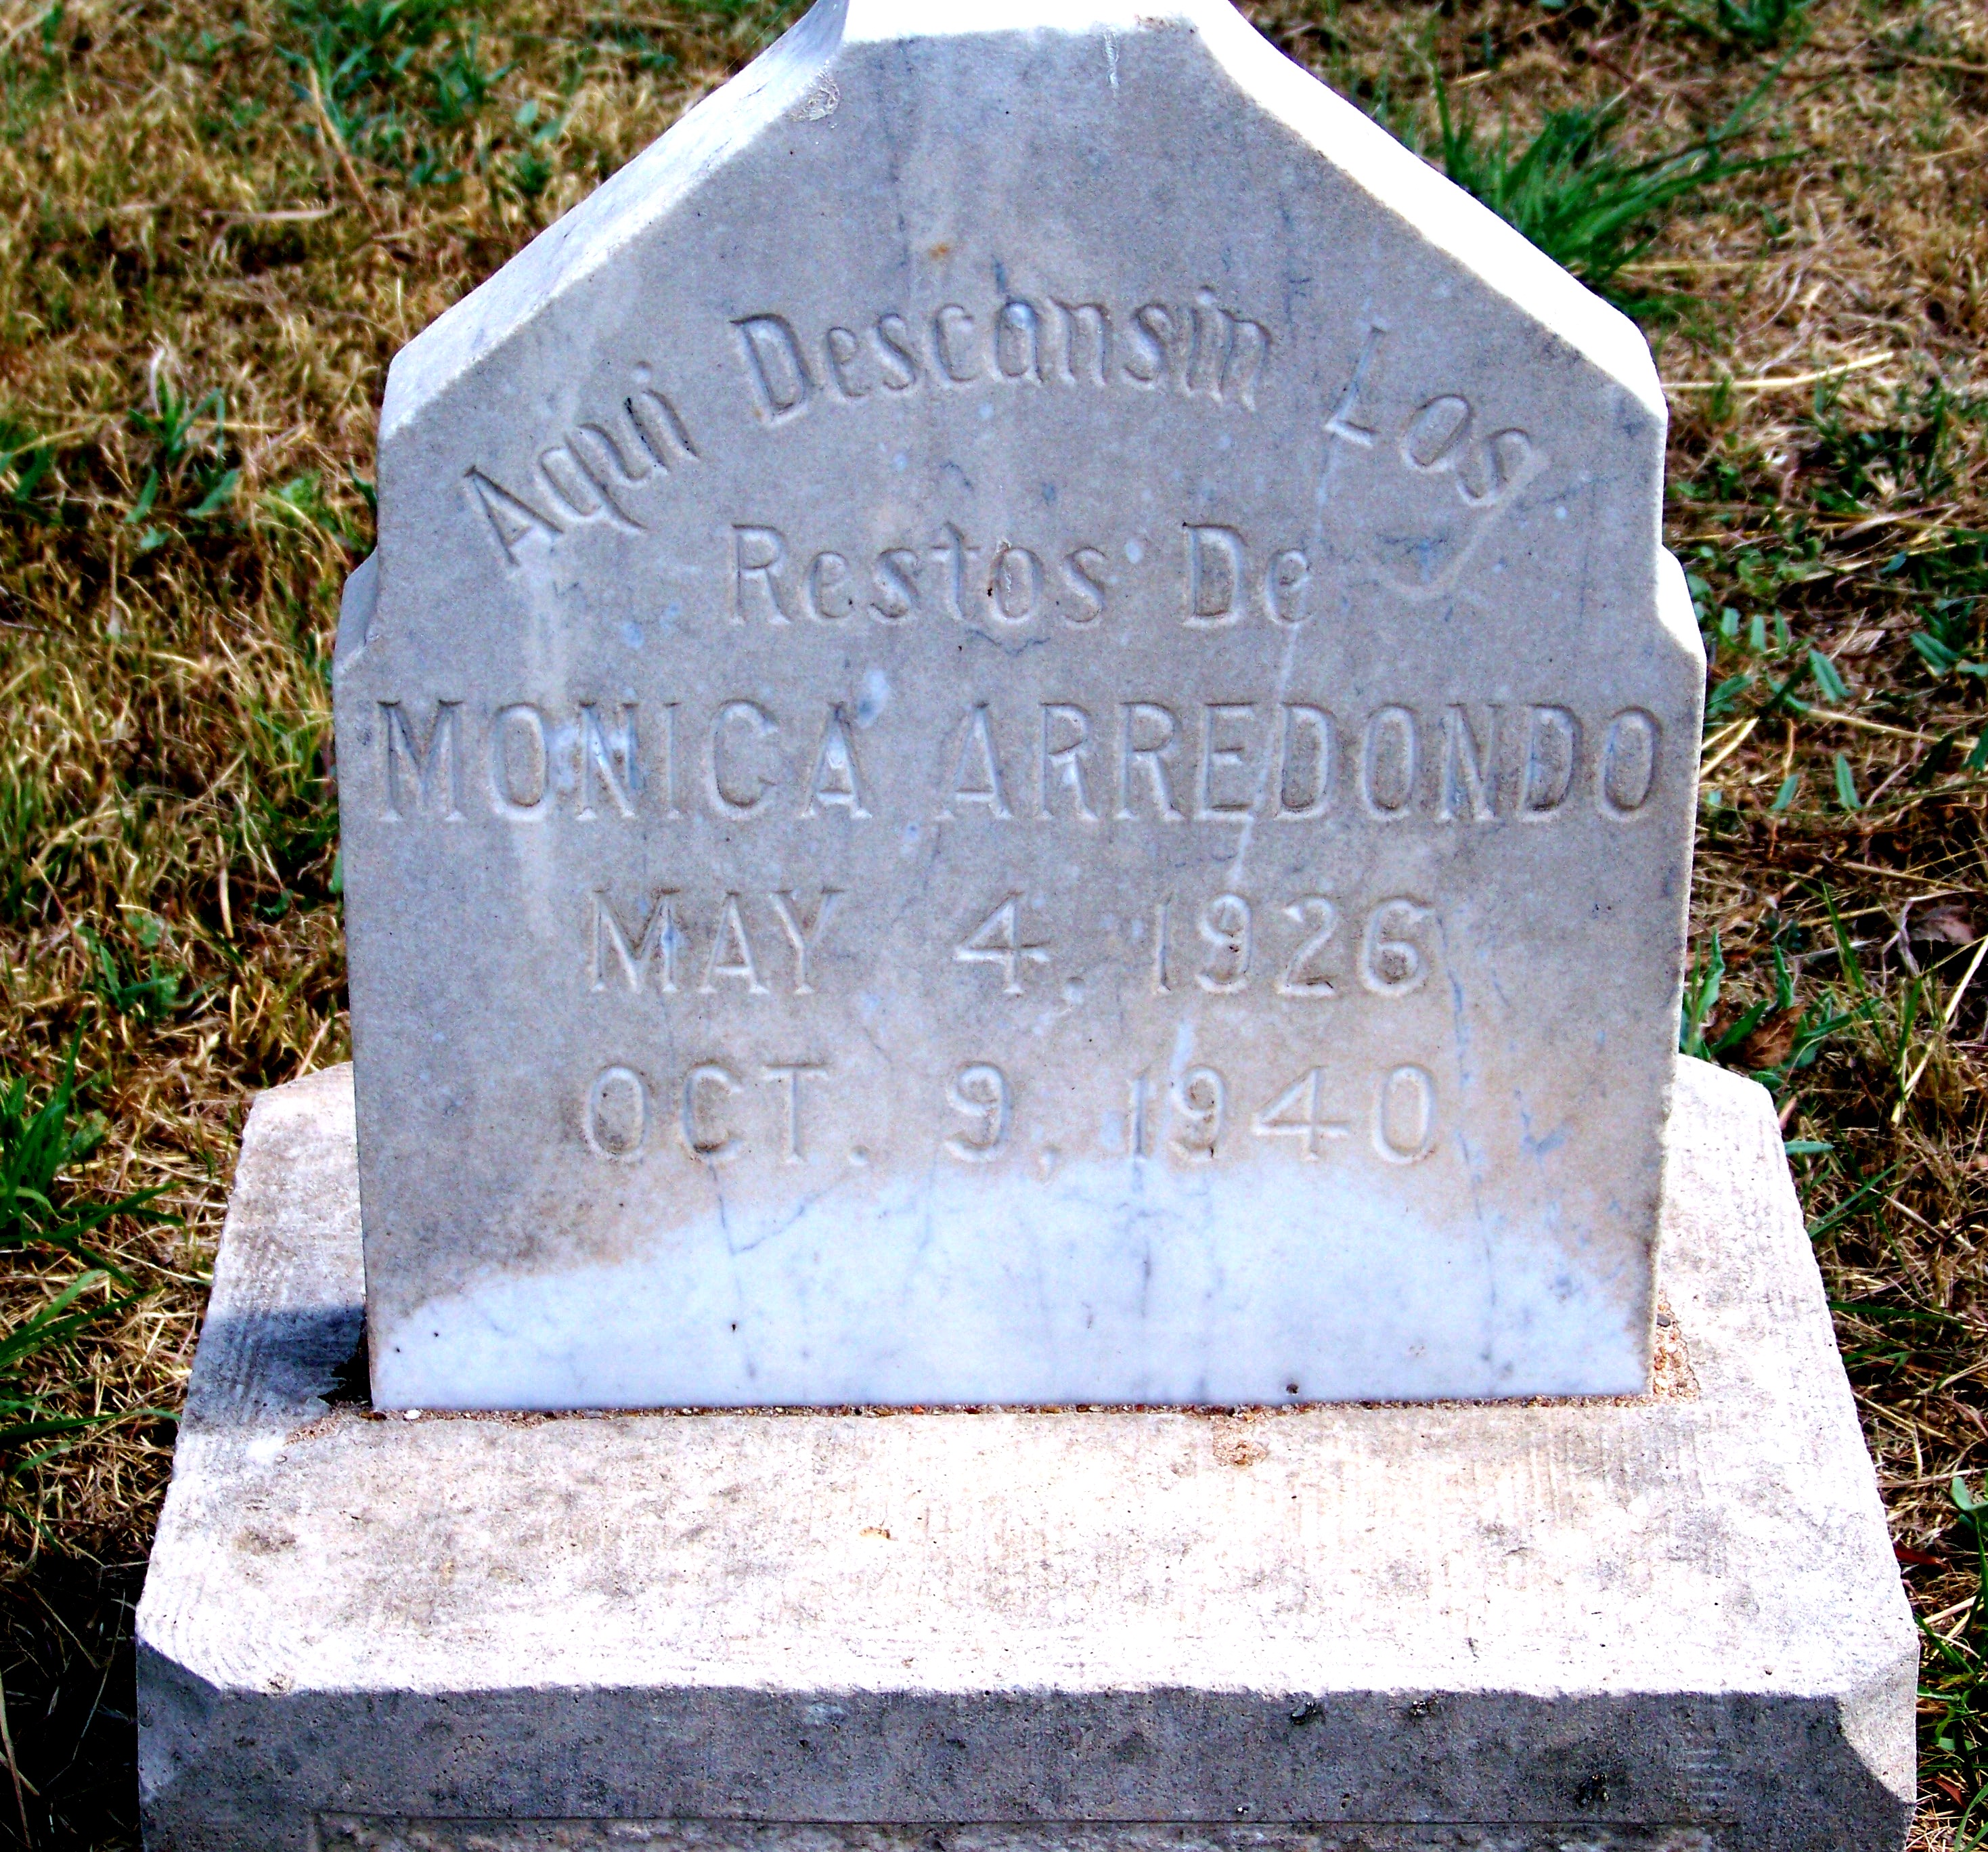 Aqui Descansin Los
Restos De
MONICA ARREDONDO
MAY 4, 1926
OCT. 9, 1940